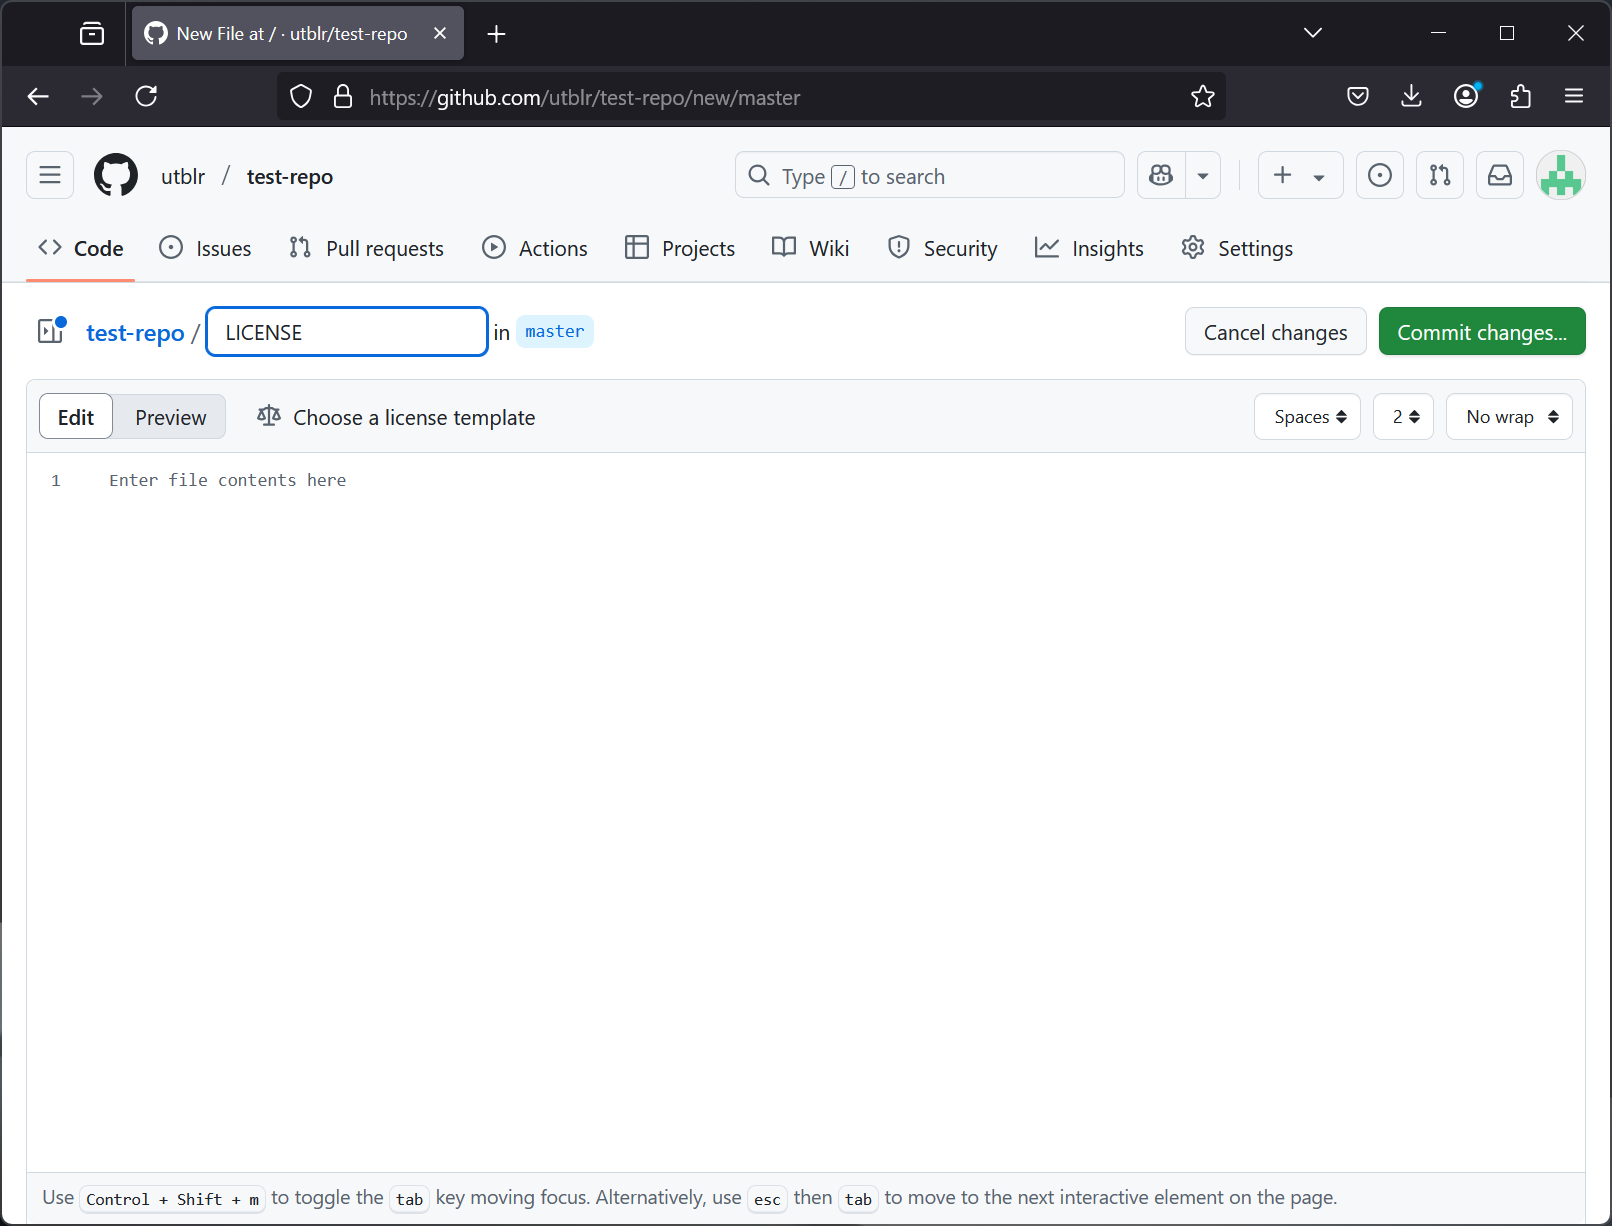 New File at / · utblr/test-repo
https://github.com/utblr/test-repo/new/master
utblr / test-repo
Type / to search
Code Issues Pull requests Actions Projects Wiki Security Insights Settings
test-repo / LICENSE in master
Cancel changes Commit changes...
Edit Preview Choose a license template
Spaces 2 No wrap
1 Enter file contents here
Use Control + Shift + m to toggle the tab key moving focus. Alternatively, use esc then tab to move to the next interactive element on the page.